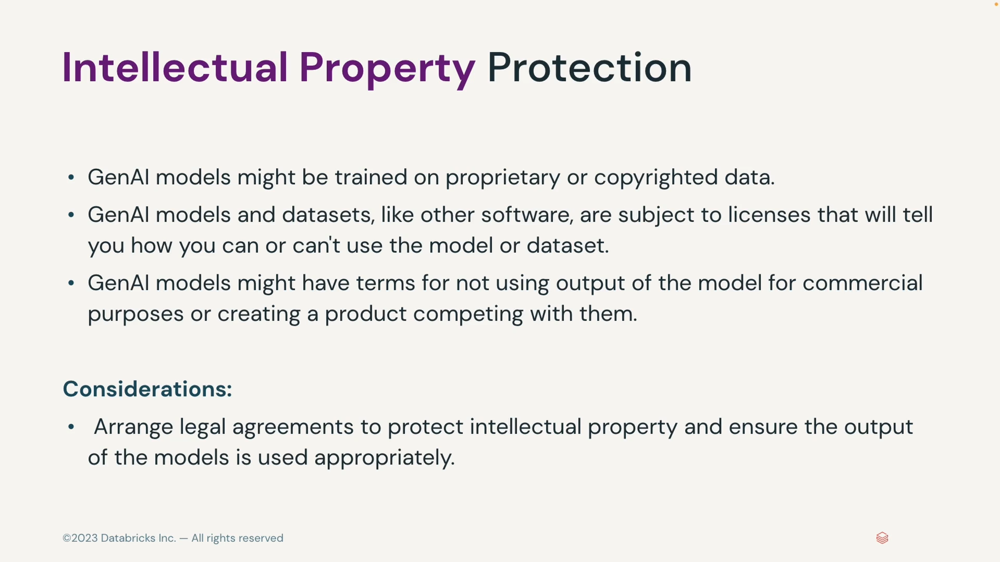 Intellectual Property Protection
• GenAI models might be trained on proprietary or copyrighted data.
• GenAI models and datasets, like other software, are subject to licenses that will tell
you how you can or can't use the model or dataset.
• GenAI models might have terms for not using output of the model for commercial
purposes or creating a product competing with them.
Considerations:
• Arrange legal agreements to protect intellectual property and ensure the output
of the models is used appropriately.
©2023 Databricks Inc. — All rights reserved